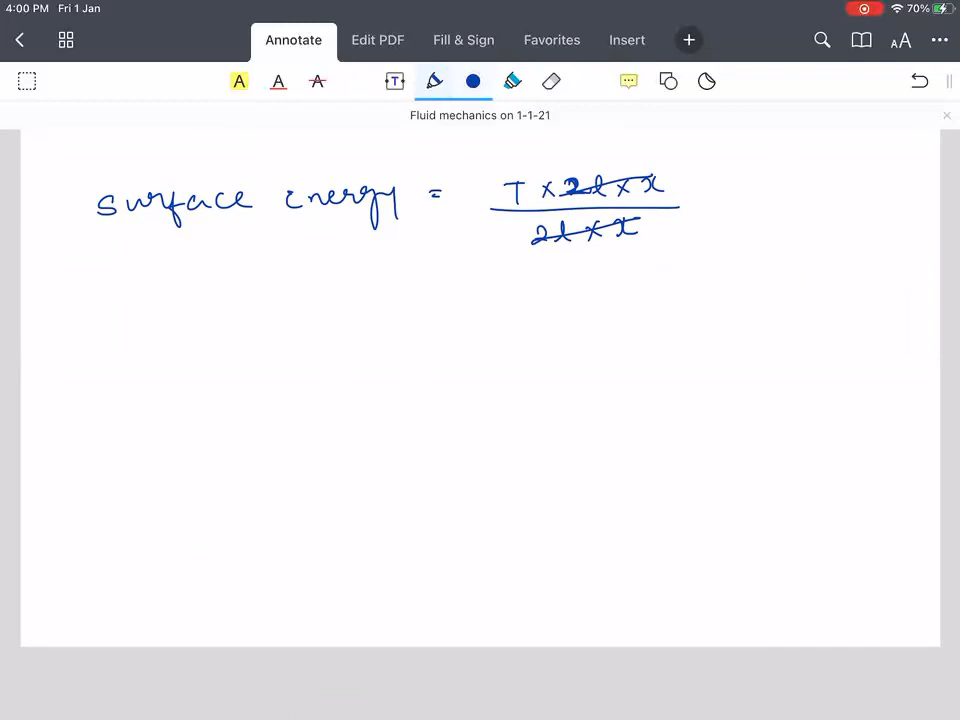 4:00 PM Fri 1 Jan 70%
Annotate Edit PDF Fill & Sign Favorites Insert
Fluid mechanics on 1-1-21
surface energy = T × 2l × x
2l × x